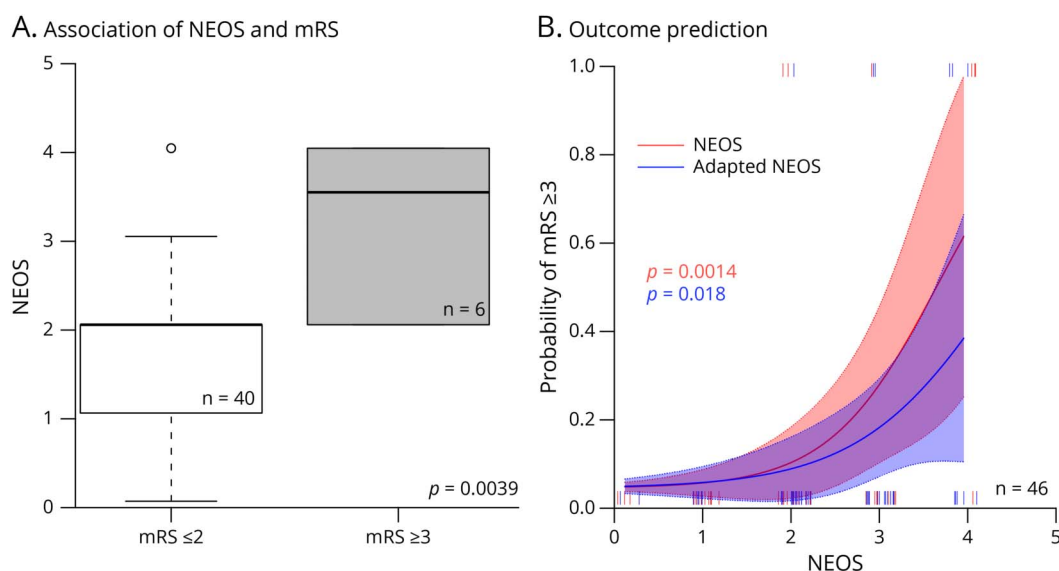 A. Association of NEOS and mRS
5
4
3
2
1
0
NEOS
n = 40
n = 6
p = 0.0039
mRS ≤2
mRS ≥3
B. Outcome prediction
1.0
0.8
0.6
0.4
0.2
0.0
Probability of mRS ≥3
NEOS
Adapted NEOS
p = 0.0014
p = 0.018
n = 46
0
1
2
3
4
5
NEOS